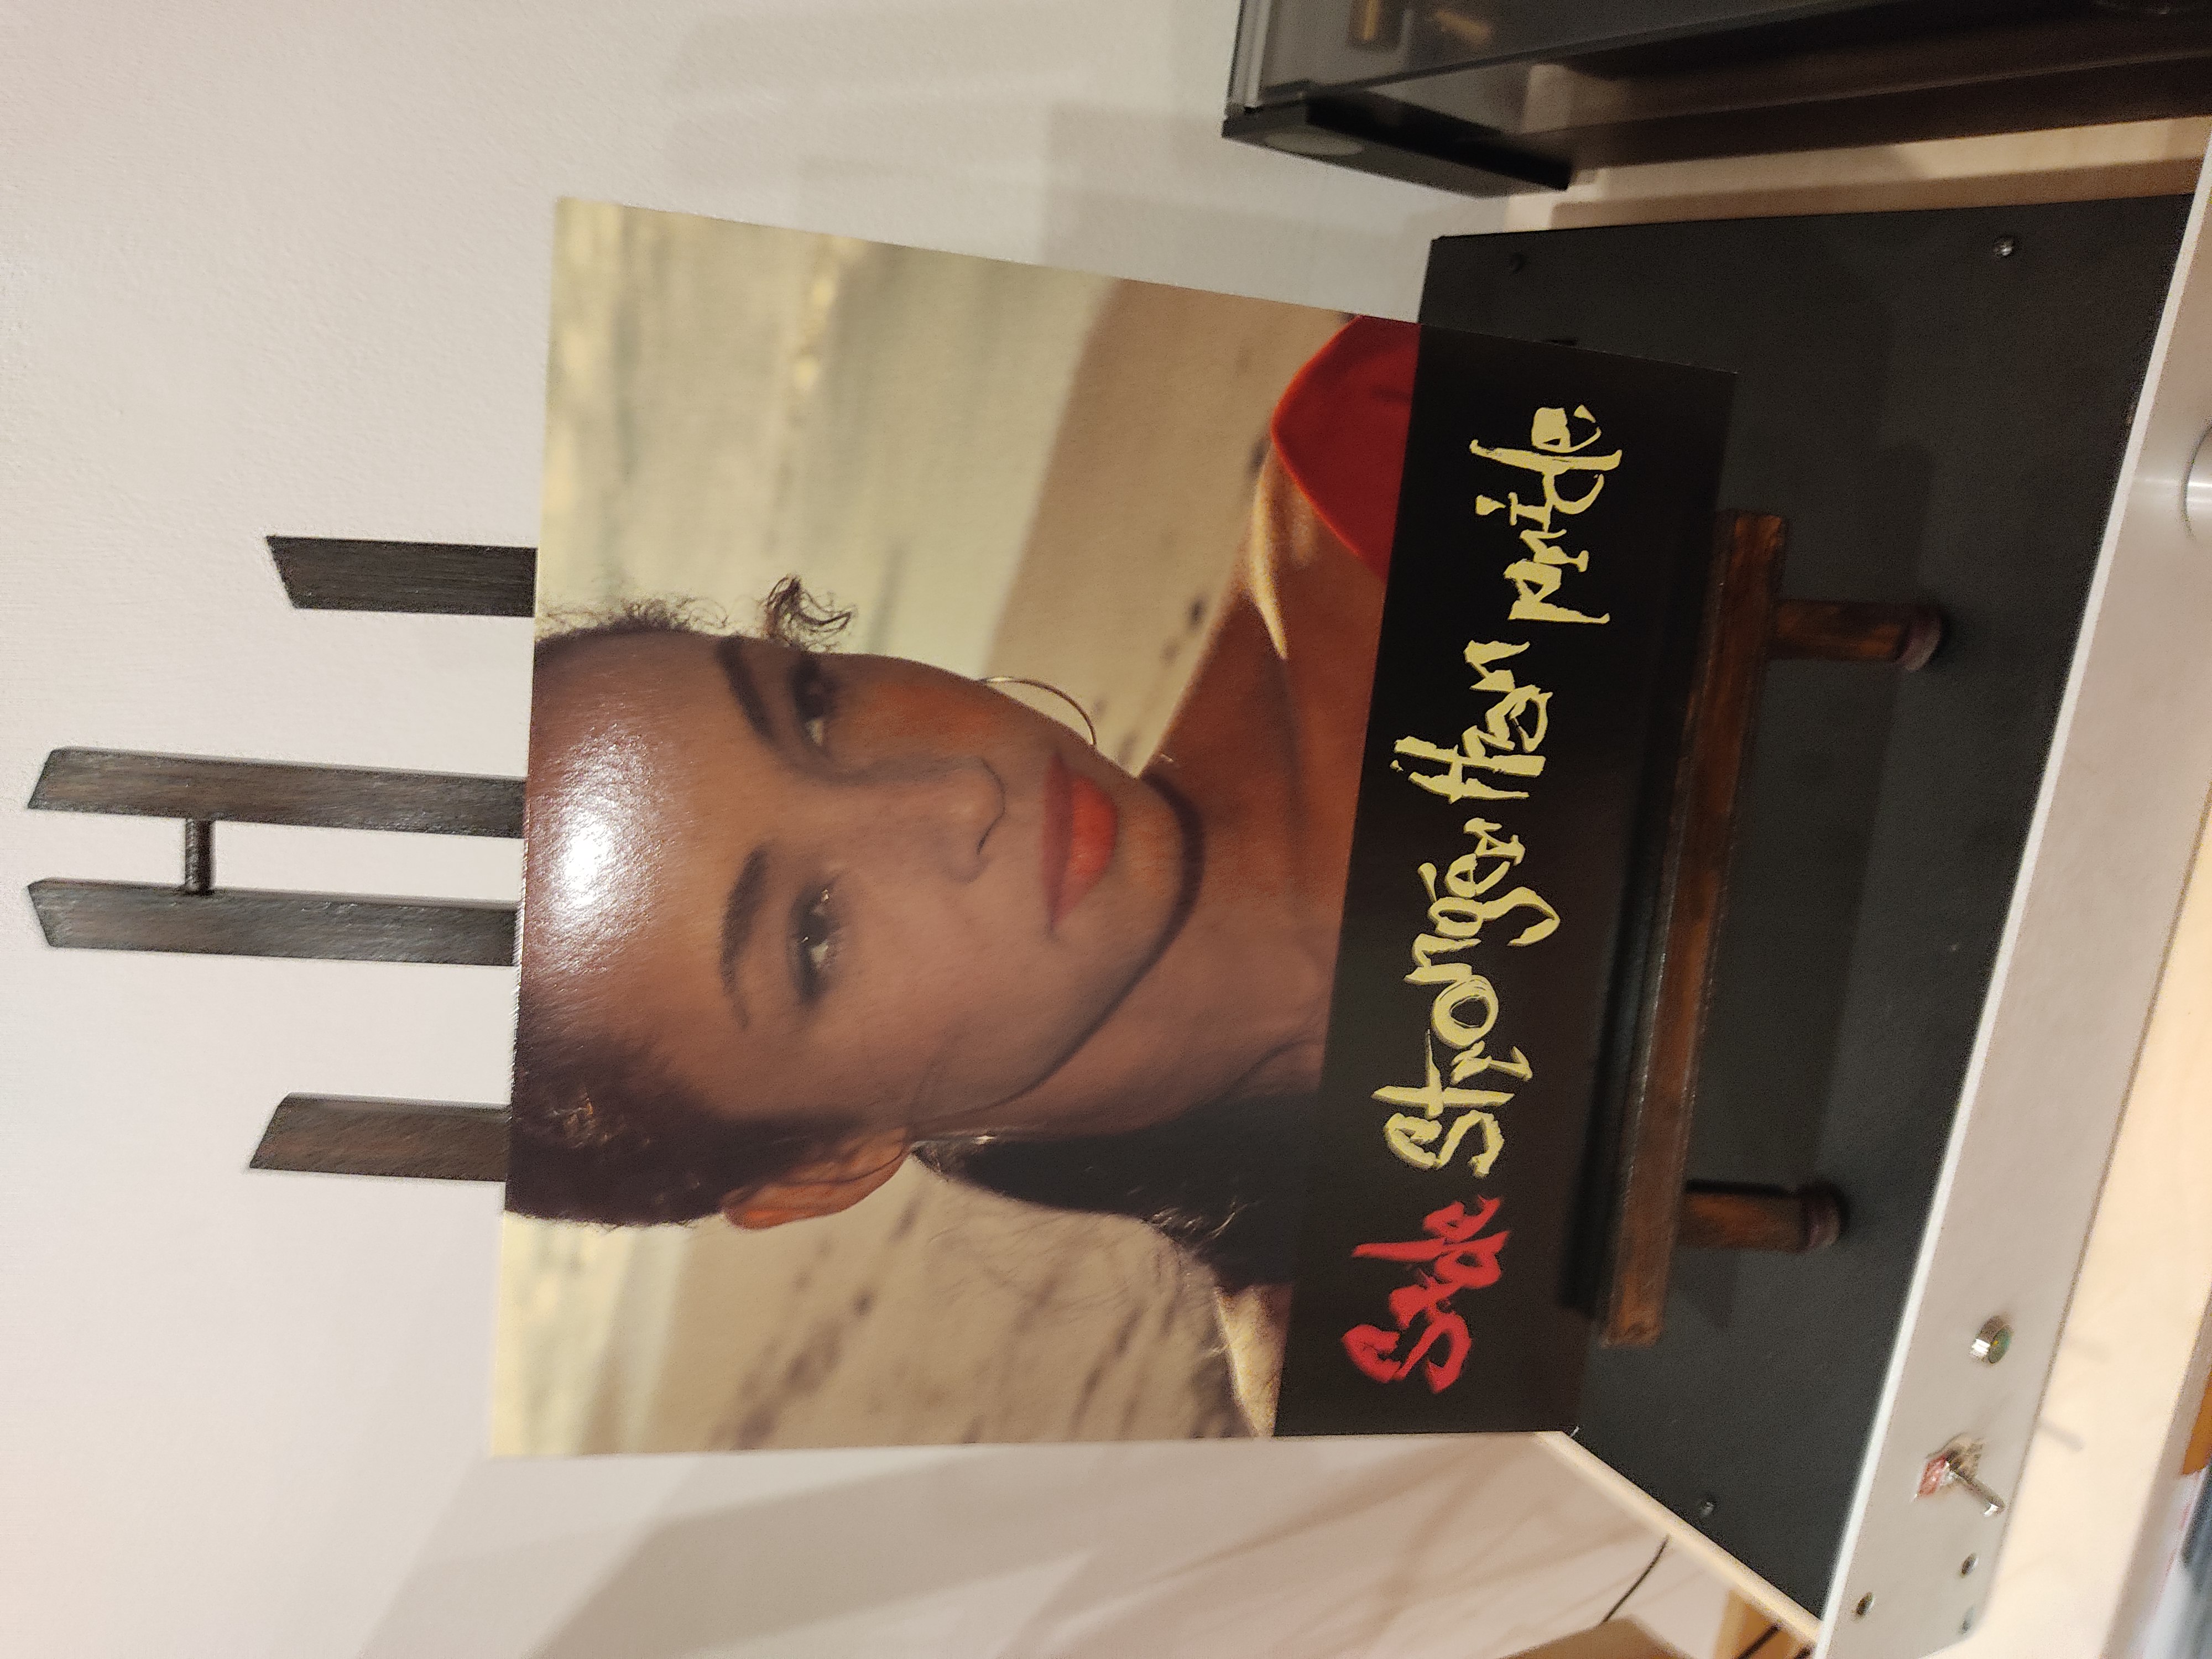 Sade Stronger than pride